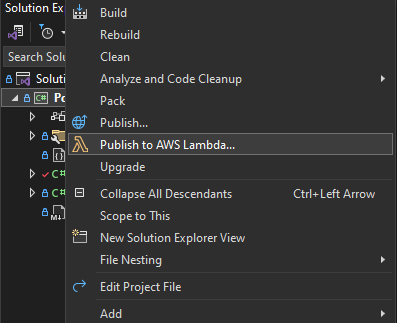 Solution Ex
Search Solu
Solutio
Po
C#
C#
C#
M↓
Build
Rebuild
Clean
Analyze and Code Cleanup
Pack
Publish...
Publish to AWS Lambda...
Upgrade
Collapse All Descendants Ctrl+Left Arrow
Scope to This
New Solution Explorer View
File Nesting
Edit Project File
Add